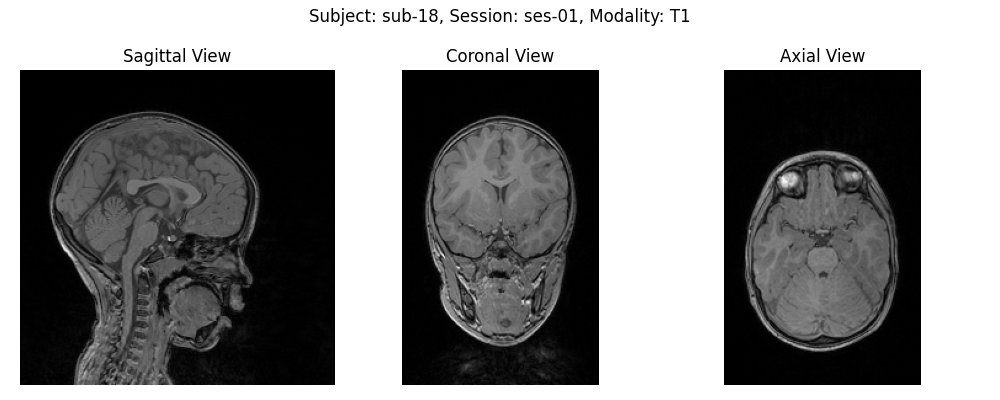 Subject: sub-18, Session: ses-01, Modality: T1
Sagittal View
Coronal View
Axial View